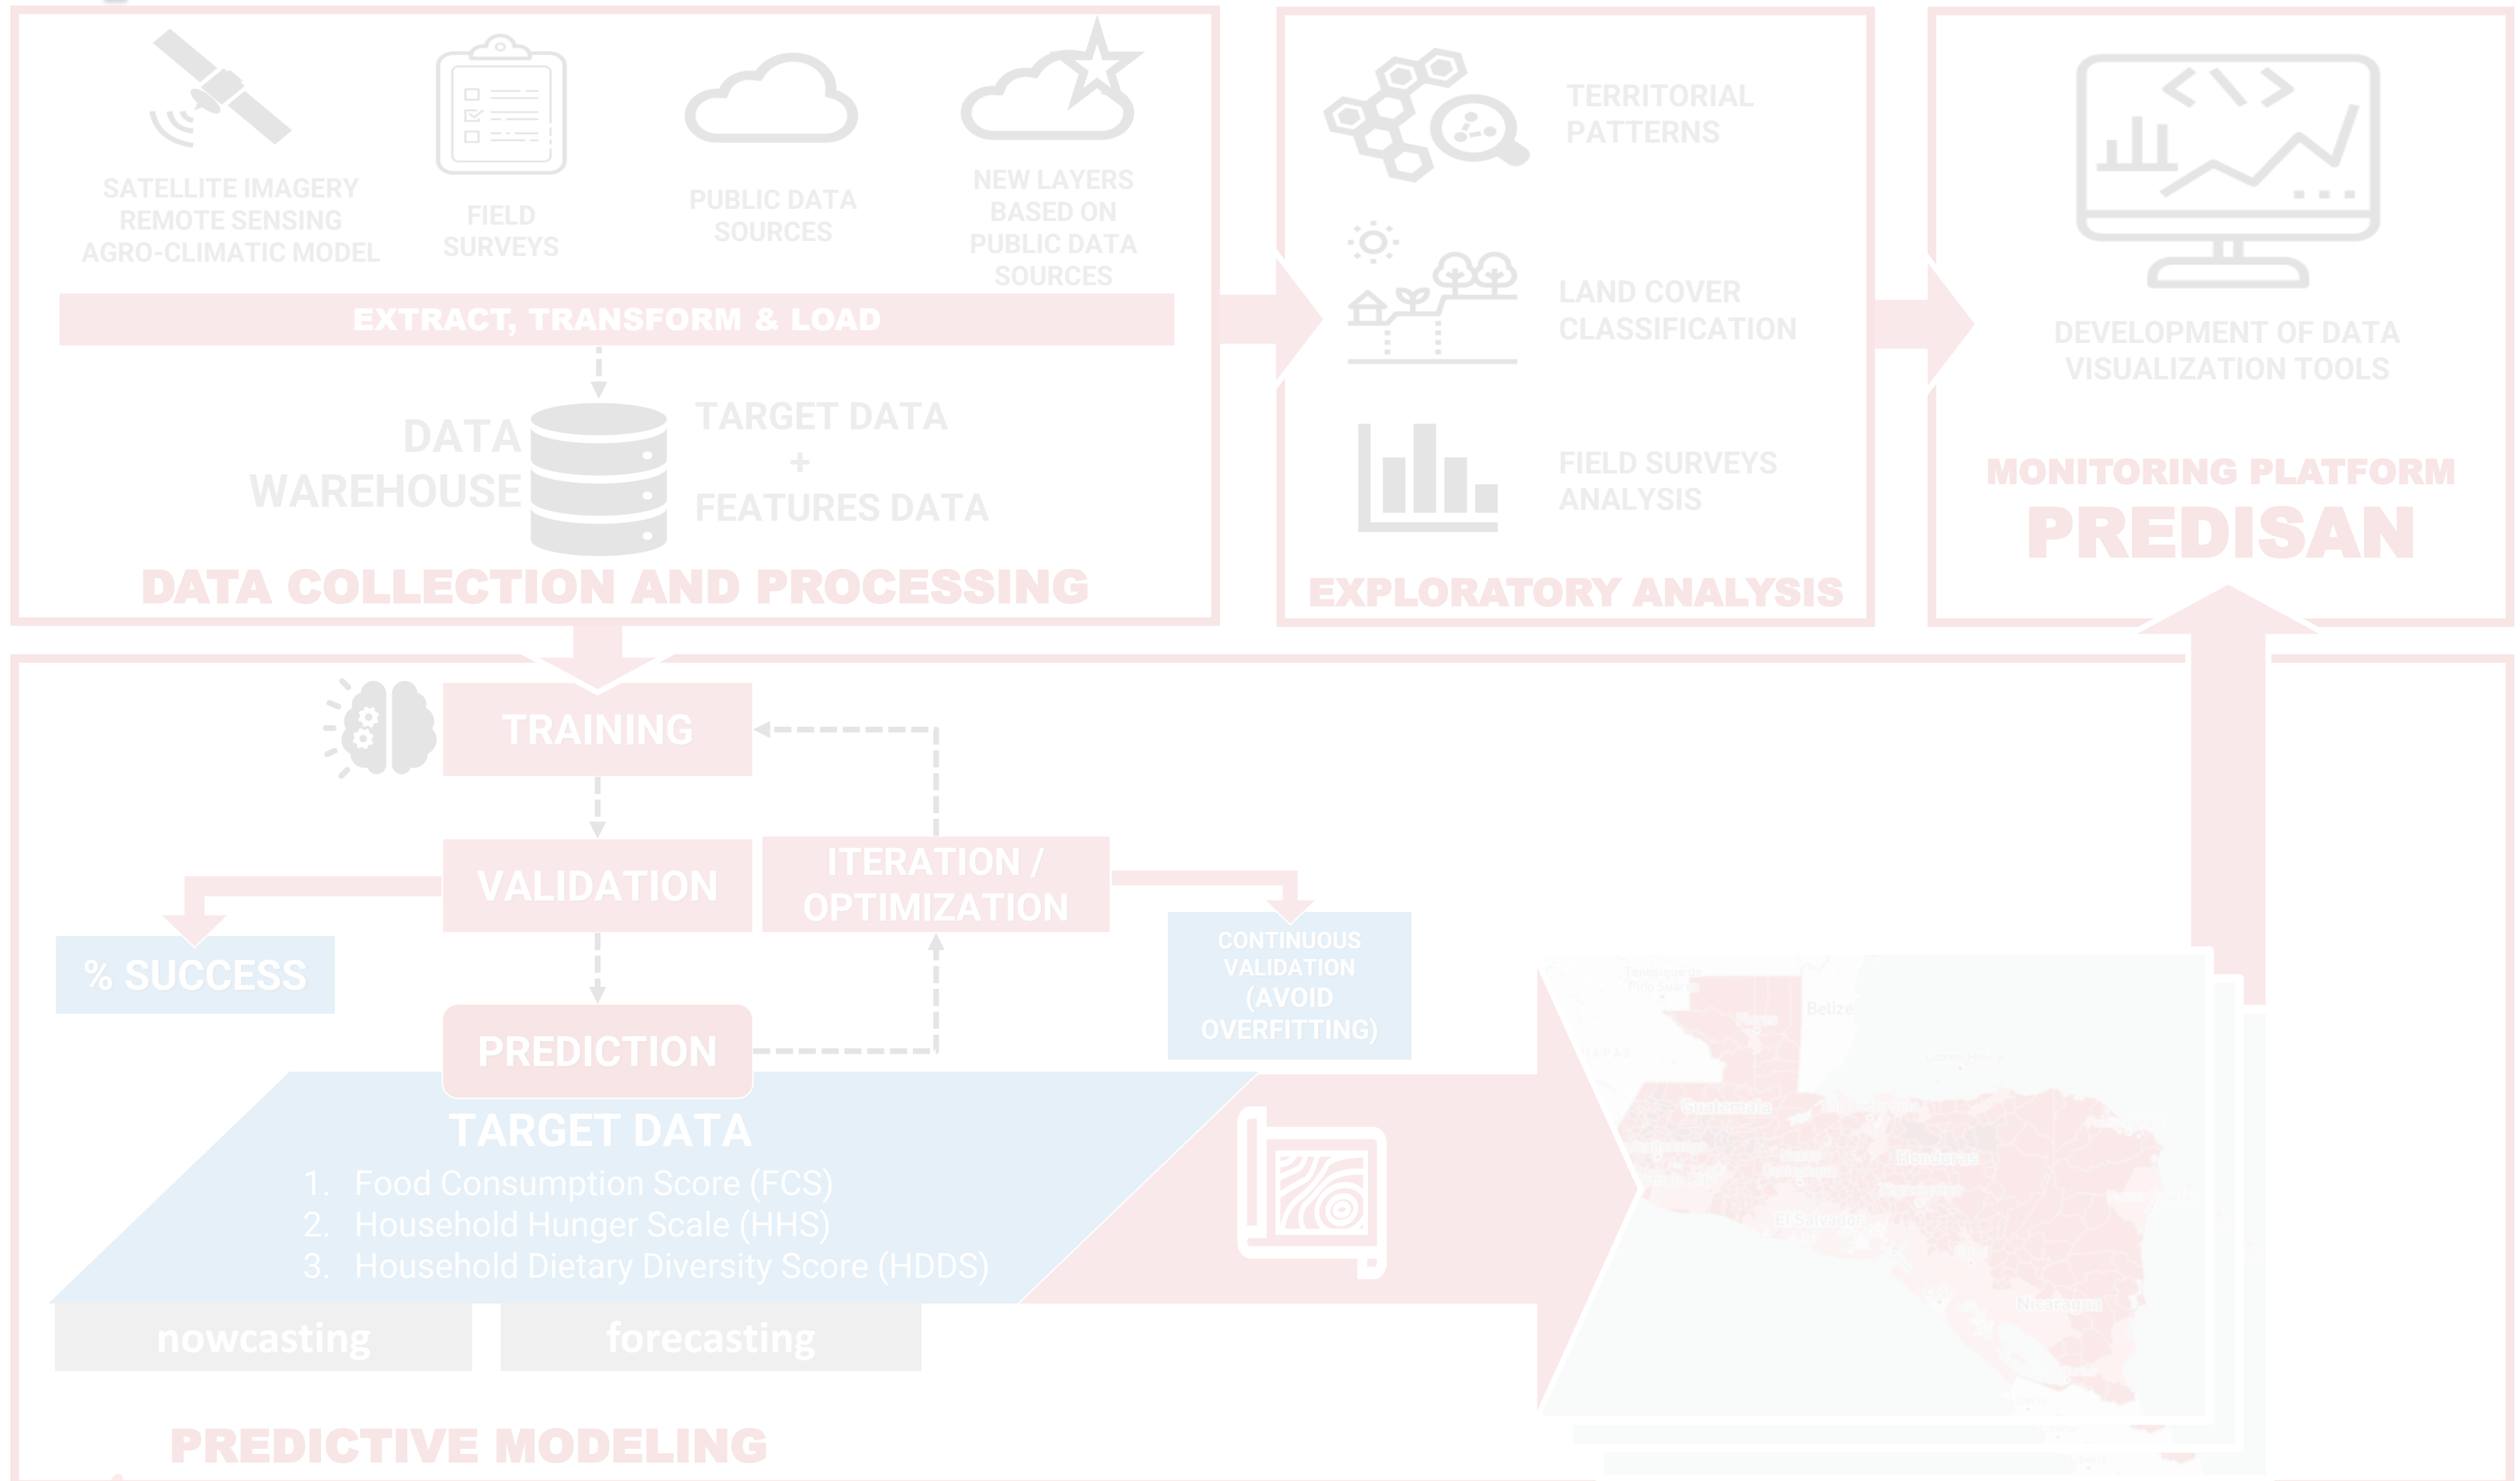 SATELLITE IMAGERY
REMOTE SENSING
AGRO-CLIMATIC MODEL
FIELD
SURVEYS
PUBLIC DATA
SOURCES
NEW LAYERS
BASED ON
PUBLIC DATA
SOURCES
EXTRACT, TRANSFORM & LOAD
DATA
WAREHOUSE
TARGET DATA
+
FEATURES DATA
DATA COLLECTION AND PROCESSING
TERRITORIAL
PATTERNS
LAND COVER
CLASSIFICATION
FIELD SURVEYS
ANALYSIS
EXPLORATORY ANALYSIS
DEVELOPMENT OF DATA
VISUALIZATION TOOLS
MONITORING PLATFORM
PREDISAN
TRAINING
VALIDATION
ITERATION /
OPTIMIZATION
% SUCCESS
CONTINUOUS
VALIDATION
(AVOID
OVERFITTING)
PREDICTION
TARGET DATA
1. Food Consumption Score (FCS)
2. Household Hunger Scale (HHS)
3. Household Dietary Diversity Score (HDDS)
nowcasting
forecasting
PREDICTIVE MODELING
Belize
Guatemala
Honduras
El Salvador
Nicaragua